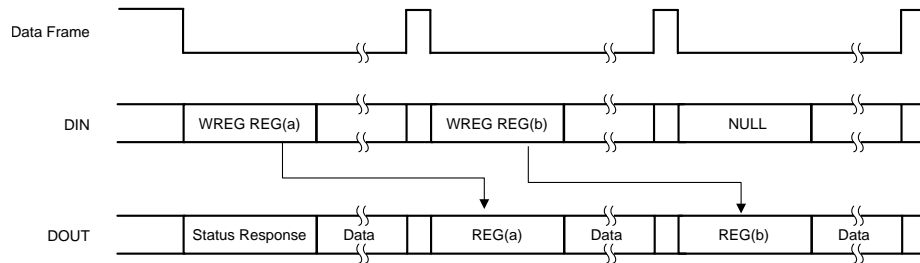 Data Frame
DIN
WREG REG(a)
WREG REG(b)
NULL
DOUT
Status Response
Data
REG(a)
Data
REG(b)
Data